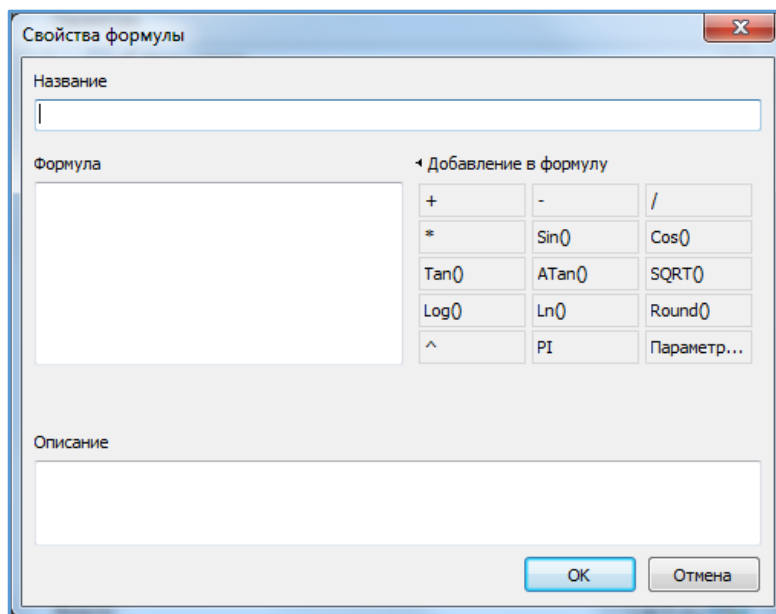 Свойства формулы
Название
Формула
Добавление в формулу
+ - /
* Sin() Cos()
Tan() ATan() SQRT()
Log() Ln() Round()
^ PI Параметр...
Описание
OK Отмена